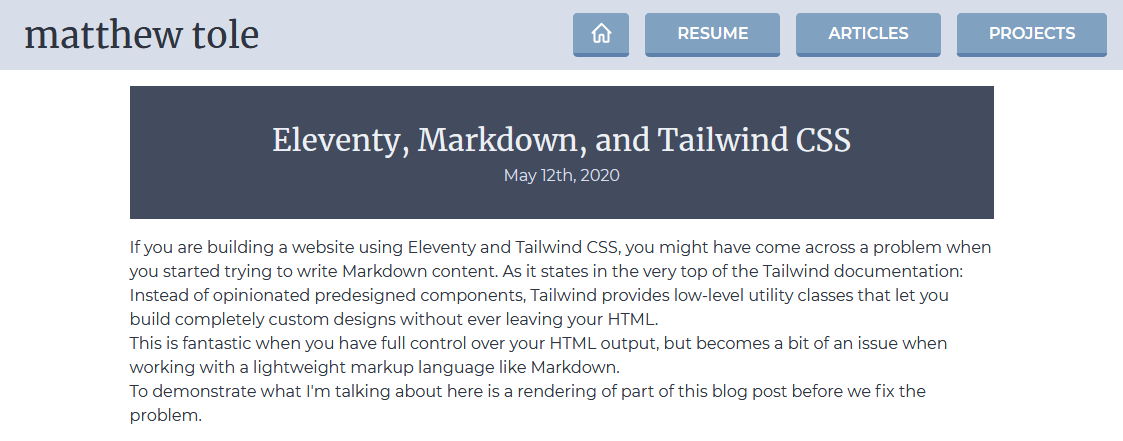 matthew tole
RESUME
ARTICLES
PROJECTS
Eleventy, Markdown, and Tailwind CSS
May 12th, 2020
If you are building a website using Eleventy and Tailwind CSS, you might have come across a problem when
you started trying to write Markdown content. As it states in the very top of the Tailwind documentation:
Instead of opinionated predesigned components, Tailwind provides low-level utility classes that let you
build completely custom designs without ever leaving your HTML.
This is fantastic when you have full control over your HTML output, but becomes a bit of an issue when
working with a lightweight markup language like Markdown.
To demonstrate what I'm talking about here is a rendering of part of this blog post before we fix the
problem.